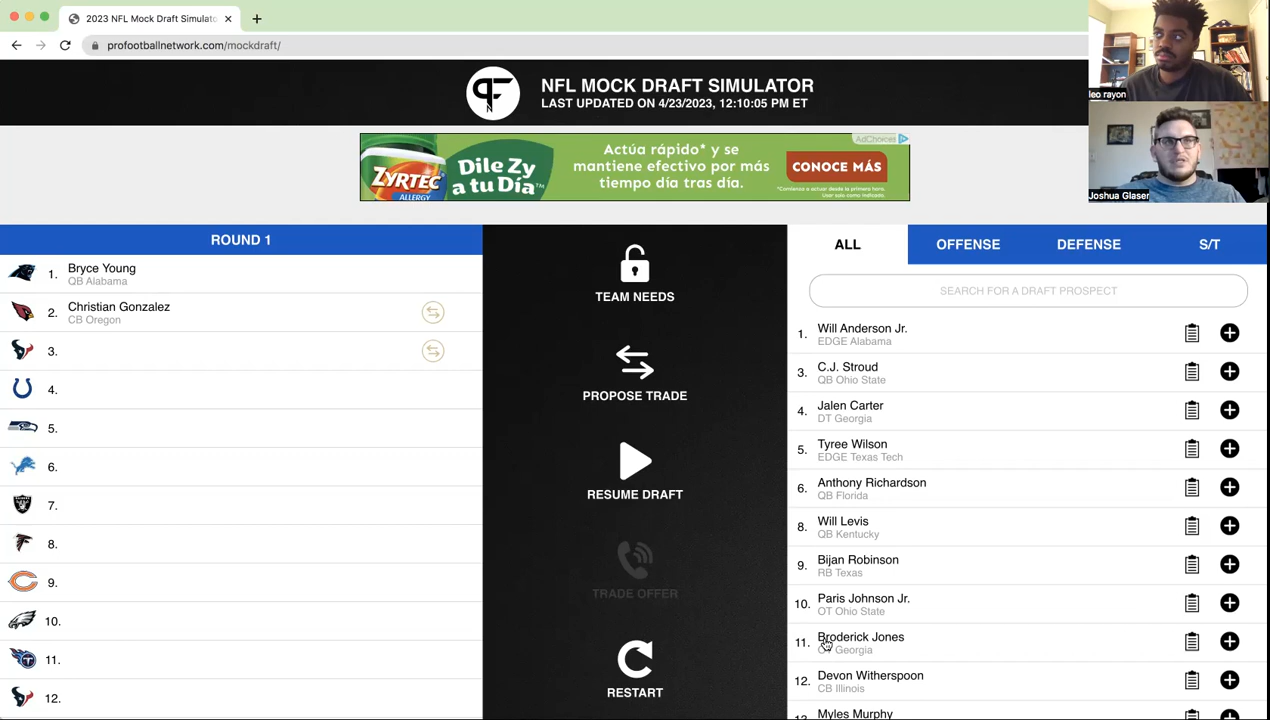 2023 NFL Mock Draft Simulato
profootballnetwork.com/mockdraft/
PF
N
NFL MOCK DRAFT SIMULATOR
LAST UPDATED ON 4/23/2023, 12:10:05 PM ET
ZYRTEC
ALLERGY
Dile Zy
a tu Día™
Actúa rápido* y se
mantiene efectivo por más
tiempo día tras día.
AdChoices
CONOCE MÁS
leo rayon
Joshua Glaser
ROUND 1
1. Bryce Young
QB Alabama
2. Christian Gonzalez
CB Oregon
3.
4.
5.
6.
7.
8.
9.
10.
11.
12.
TEAM NEEDS
PROPOSE TRADE
RESUME DRAFT
TRADE OFFER
RESTART
ALL OFFENSE DEFENSE S/T
SEARCH FOR A DRAFT PROSPECT
1. Will Anderson Jr.
EDGE Alabama
3. C.J. Stroud
QB Ohio State
4. Jalen Carter
DT Georgia
5. Tyree Wilson
EDGE Texas Tech
6. Anthony Richardson
QB Florida
8. Will Levis
QB Kentucky
9. Bijan Robinson
RB Texas
10. Paris Johnson Jr.
OT Ohio State
11. Broderick Jones
OT Georgia
12. Devon Witherspoon
CB Illinois
13. Myles Murphy